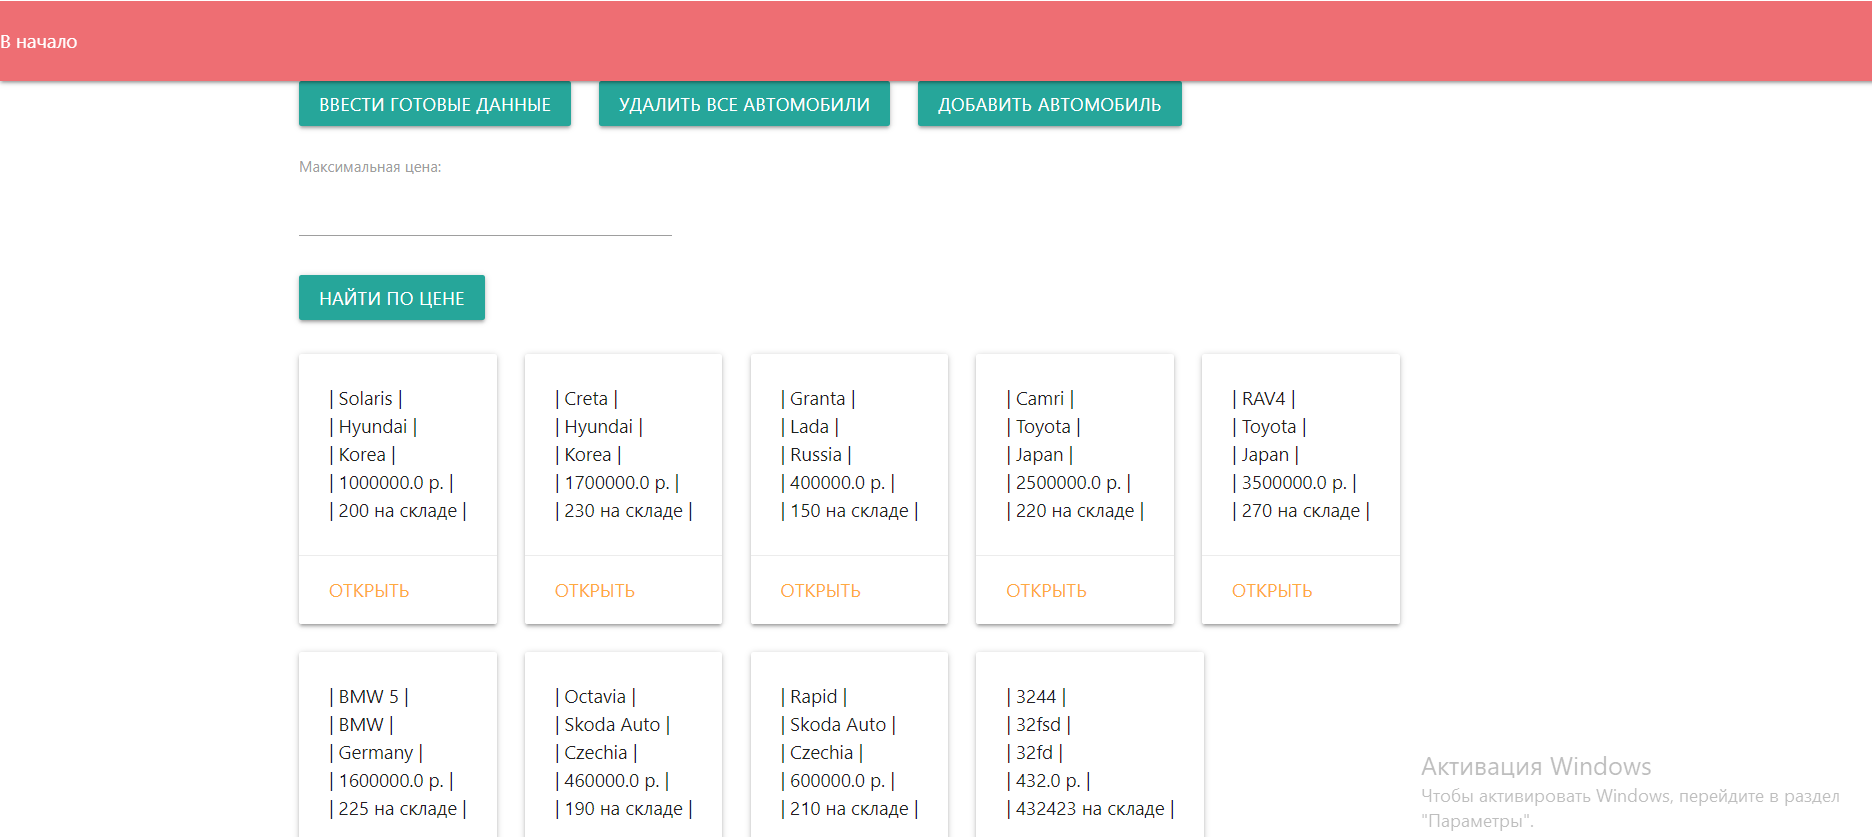 В начало
ВВЕСТИ ГОТОВЫЕ ДАННЫЕ
УДАЛИТЬ ВСЕ АВТОМОБИЛИ
ДОБАВИТЬ АВТОМОБИЛЬ
Максимальная цена:
НАЙТИ ПО ЦЕНЕ
| Solaris |
| Hyundai |
| Korea |
| 1000000.0 р. |
| 200 на складе |
ОТКРЫТЬ
| Creta |
| Hyundai |
| Korea |
| 1700000.0 р. |
| 230 на складе |
ОТКРЫТЬ
| Granta |
| Lada |
| Russia |
| 400000.0 р. |
| 150 на складе |
ОТКРЫТЬ
| Camri |
| Toyota |
| Japan |
| 2500000.0 р. |
| 220 на складе |
ОТКРЫТЬ
| RAV4 |
| Toyota |
| Japan |
| 3500000.0 р. |
| 270 на складе |
ОТКРЫТЬ
| BMW 5 |
| BMW |
| Germany |
| 1600000.0 р. |
| 225 на складе |
| Octavia |
| Skoda Auto |
| Czechia |
| 460000.0 р. |
| 190 на складе |
| Rapid |
| Skoda Auto |
| Czechia |
| 600000.0 р. |
| 210 на складе |
| 3244 |
| 32fsd |
| 32fd |
| 432.0 р. |
| 432423 на складе |
Активация Windows
Чтобы активировать Windows, перейдите в раздел
"Параметры".